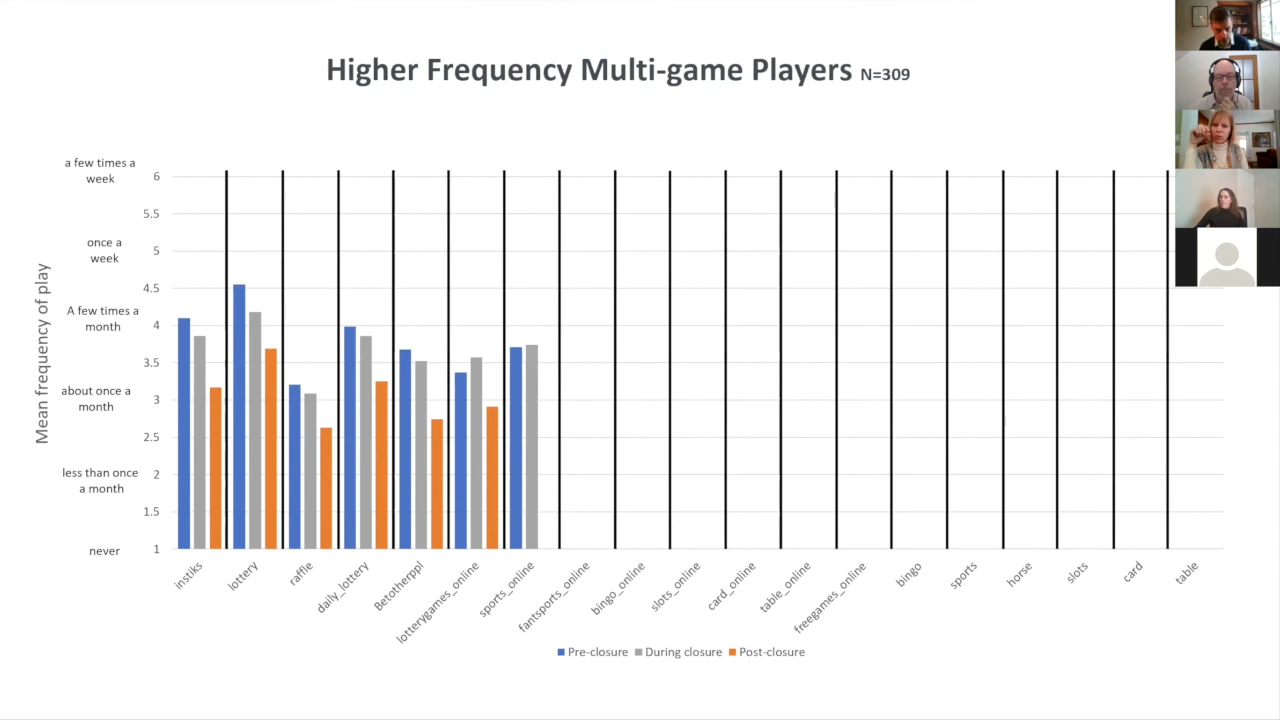 Higher Frequency Multi-game Players N=309
a few times a
week
once a
week
A few times a
month
about once a
month
less than once
a month
never
Mean frequency of play
6
5.5
5
4.5
4
3.5
3
2.5
2
1.5
1
instiks
lottery
raffle
daily_lottery
Betotherppl
lotterygames_online
sports_online
fantsports_online
bingo_online
slots_online
card_online
table_online
freegames_online
bingo
sports
horse
slots
card
table
Pre-closure During closure Post-closure